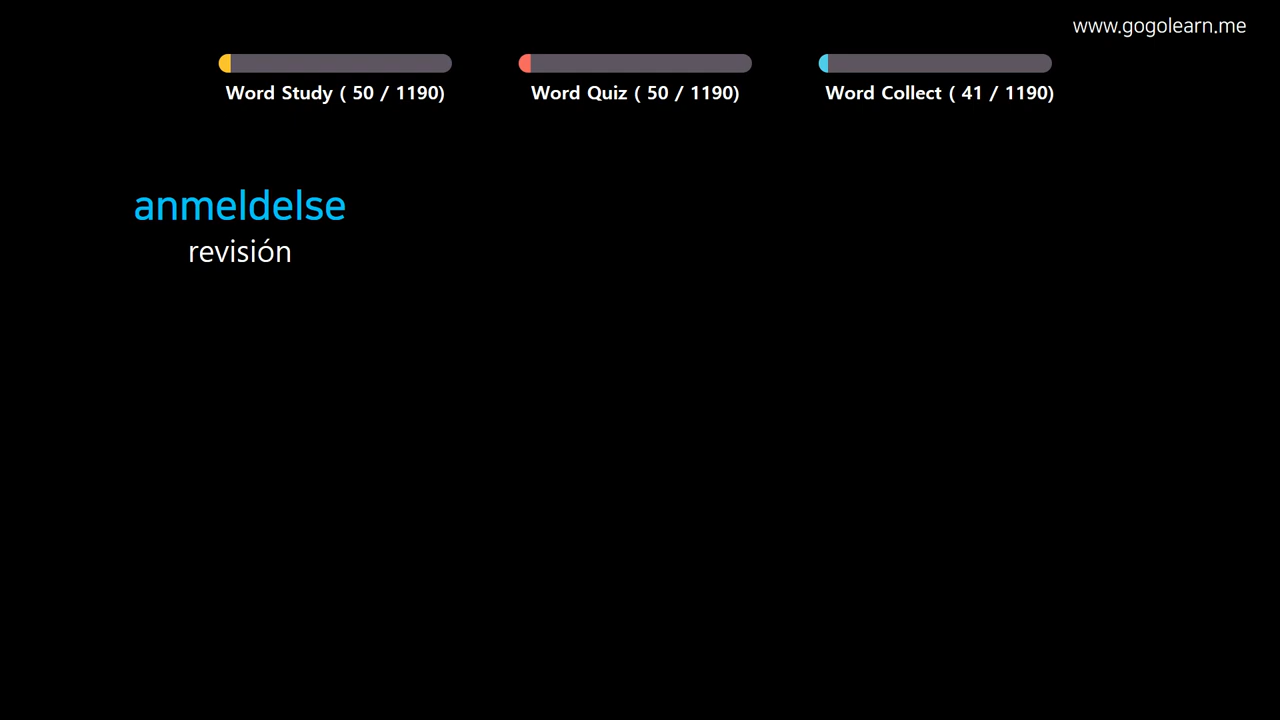 www.gogolearn.me
Word Study ( 50 / 1190)
Word Quiz ( 50 / 1190)
Word Collect ( 41 / 1190)
anmeldelse
revisión